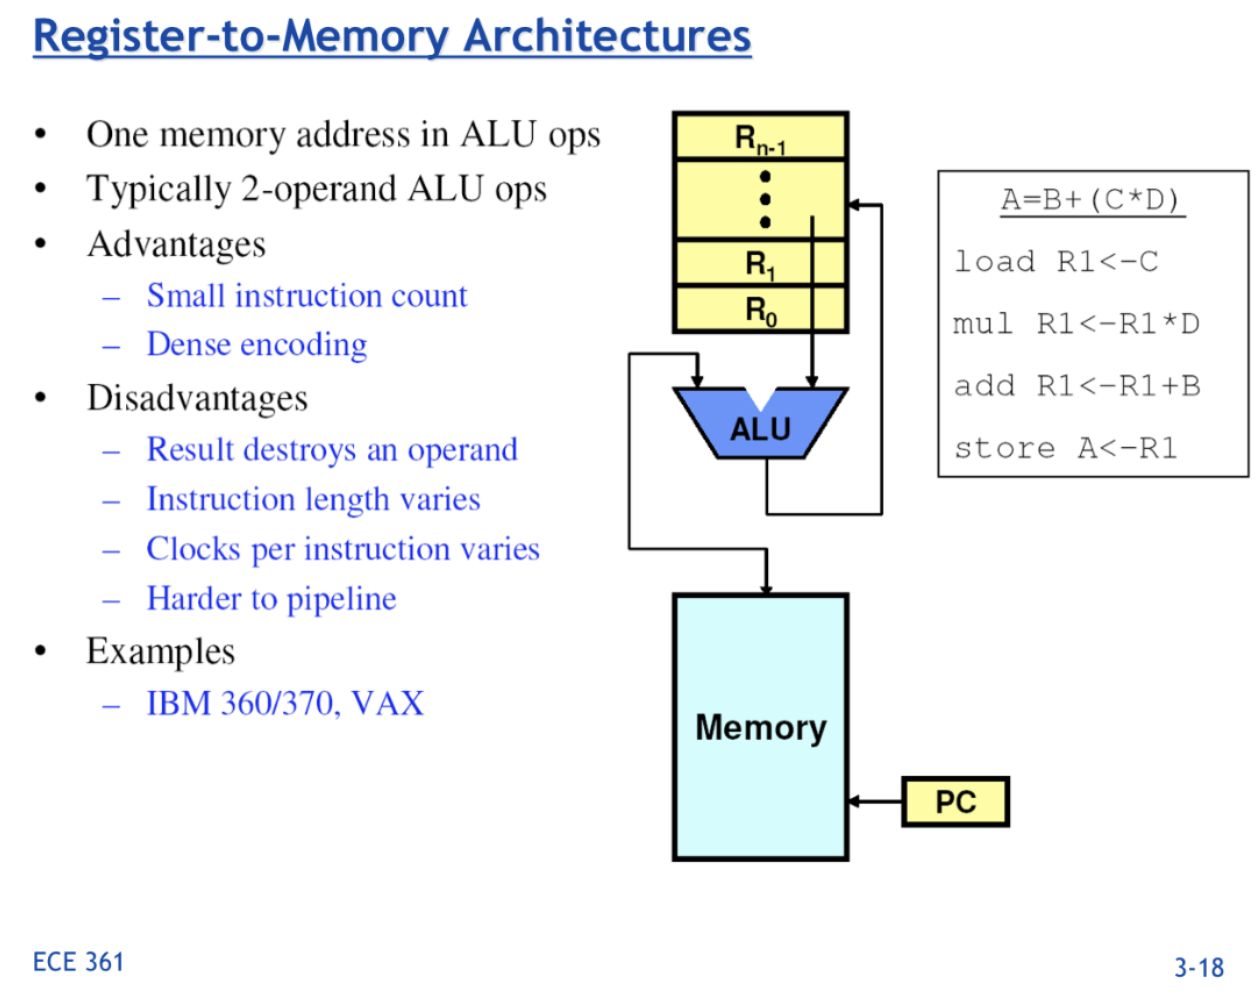 Register-to-Memory Architectures
• One memory address in ALU ops
• Typically 2-operand ALU ops
• Advantages
– Small instruction count
– Dense encoding
• Disadvantages
– Result destroys an operand
– Instruction length varies
– Clocks per instruction varies
– Harder to pipeline
• Examples
– IBM 360/370, VAX
Rn-1
R1
R0
ALU
Memory
PC
A=B+(C*D)
load R1<-C
mul R1<-R1*D
add R1<-R1+B
store A<-R1
ECE 361
3-18